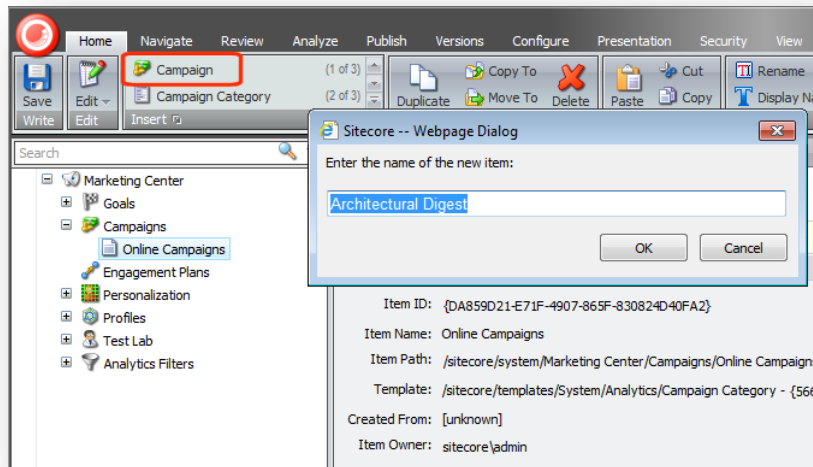 Home Navigate Review Analyze Publish Versions Configure Presentation Security View
Campaign (1 of 3)
Campaign Category (2 of 3)
Save Edit Duplicate Copy To Move To Delete Paste Cut Copy Rename
Write Edit Insert
Display
Sitecore -- Webpage Dialog
Enter the name of the new item:
Architectural Digest
OK Cancel
Search
Marketing Center
Goals
Campaigns
Online Campaigns
Engagement Plans
Personalization
Profiles
Test Lab
Analytics Filters
Item ID: {DA859D21-E71F-4907-865F-830824D40FA2}
Item Name: Online Campaigns
Item Path: /sitecore/system/Marketing Center/Campaigns/Online Campaign
Template: /sitecore/templates/System/Analytics/Campaign Category - {56
Created From: [unknown]
Item Owner: sitecore\admin